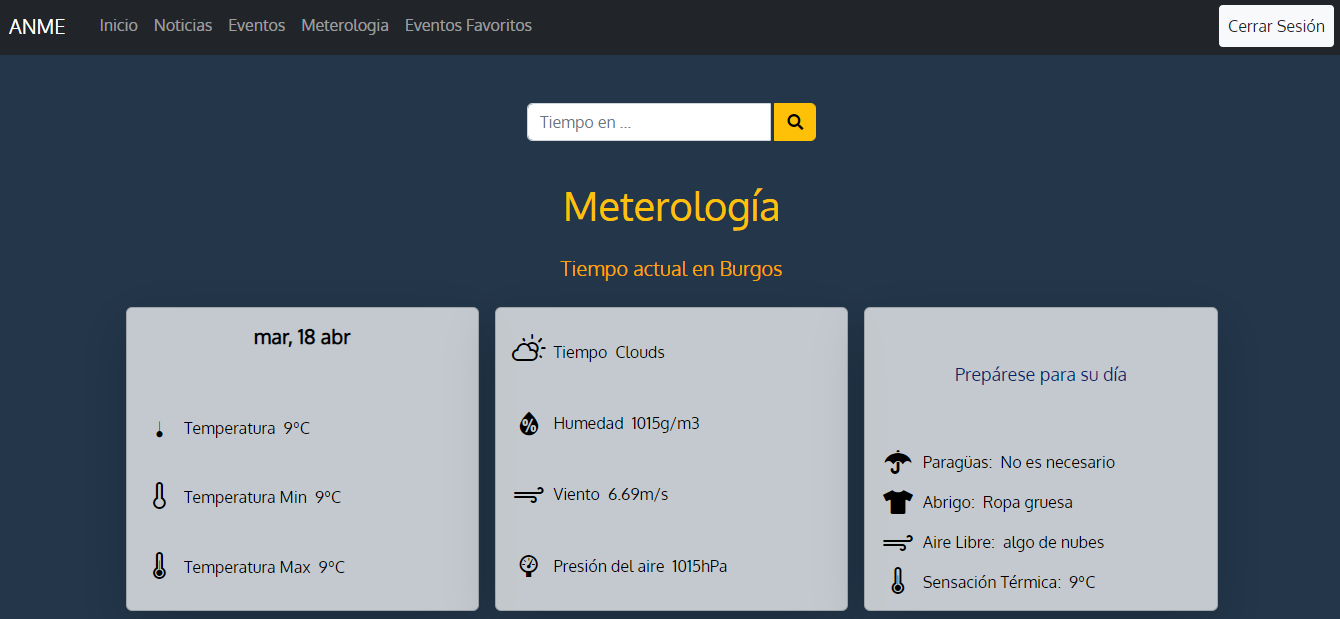 ANME Inicio Noticias Eventos Meterologia Eventos Favoritos Cerrar Sesión
Tiempo en ...
Meterología
Tiempo actual en Burgos
mar, 18 abr
Temperatura 9ºC
Temperatura Min 9ºC
Temperatura Max 9ºC
Tiempo Clouds
% Humedad 1015g/m3
Viento 6.69m/s
Presión del aire 1015hPa
Prepárese para su día
Paragüas: No es necesario
Abrigo: Ropa gruesa
Aire Libre: algo de nubes
Sensación Térmica: 9ºC